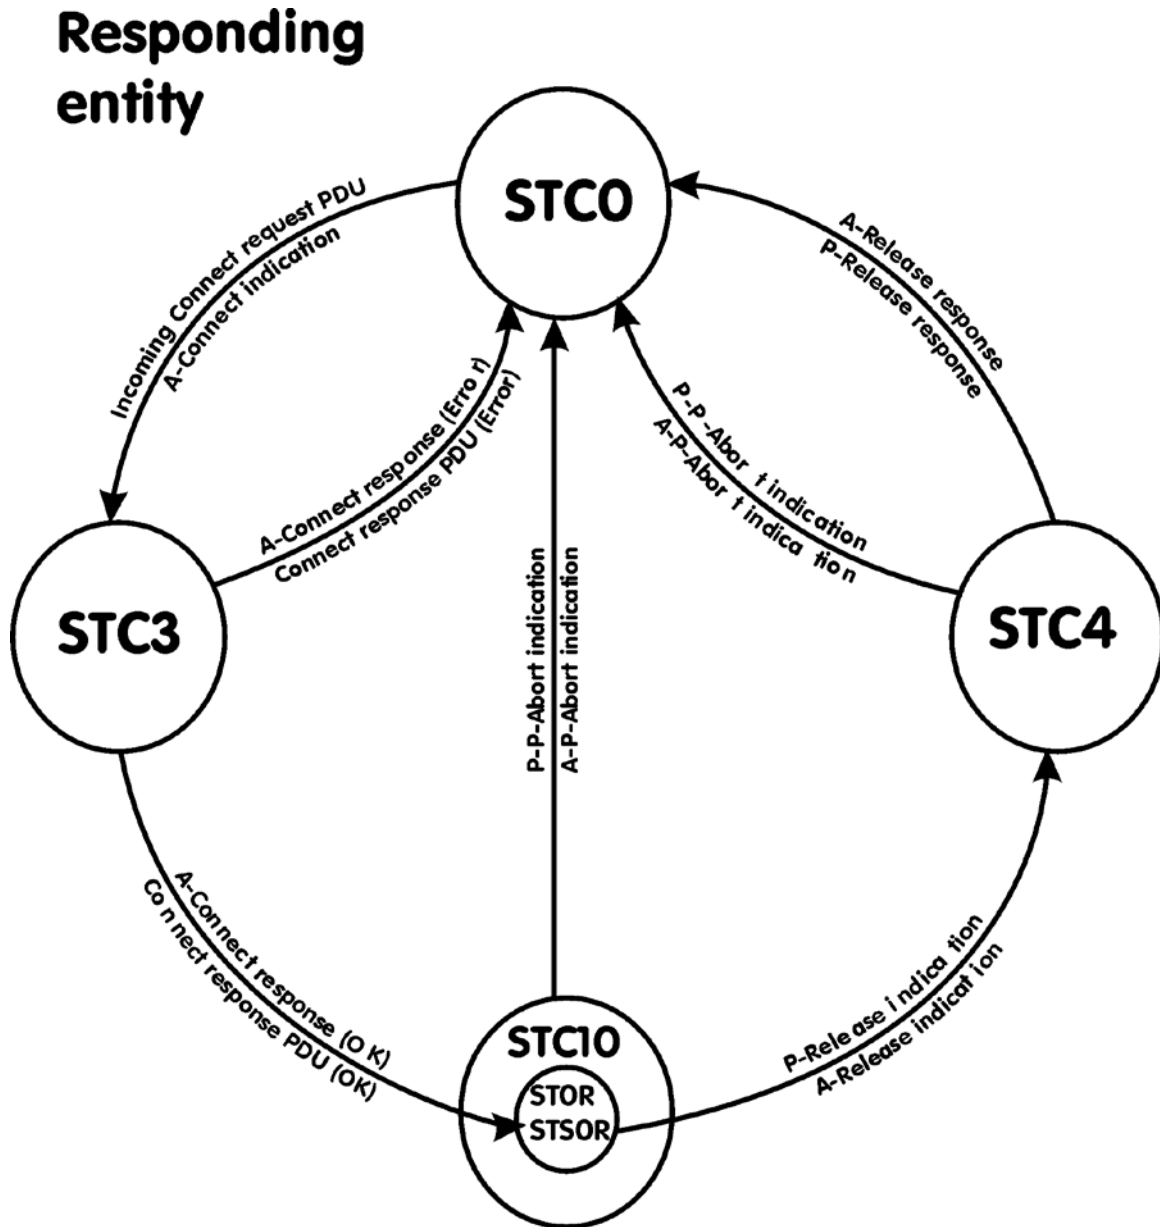 Responding
entity
STC0
Incoming Connect request PDU
A-Connect indication
A-Release response
P-Release response
A-Connect response (Error)
Connect response PDU (Error)
P-P-Abort indication
A-P-Abort indication
STC3
P-P-Abort indication
A-P-Abort indication
STC4
A-Connect response (OK)
Connect response PDU (OK)
P-Release indication
A-Release indication
STC10
STOR
STSOR